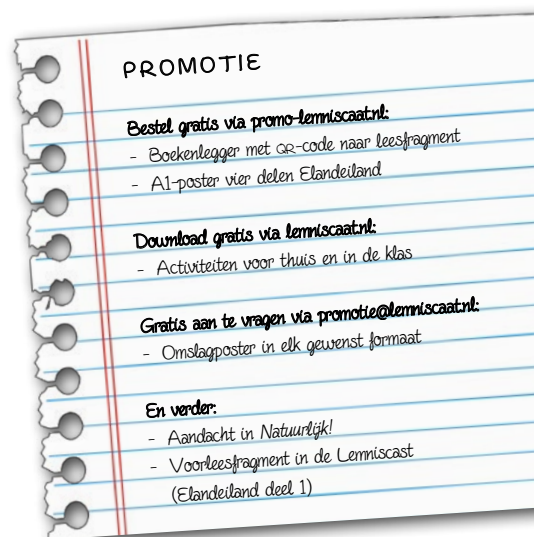 PROMOTIE
Bestel gratis via promo-lemniscaat.nl:
- Boekenlegger met QR-code naar leesfragment
- A1-poster vier delen Elandeiland
Download gratis via lemniscaat.nl:
- Activiteiten voor thuis en in de klas
Gratis aan te vragen via promotie@lemniscaat.nl:
- Omslagposter in elk gewenst formaat
En verder:
- Aandacht in Natuurlijk!
- Voorleesfragment in de Lemniscast
(Elandeiland deel 1)